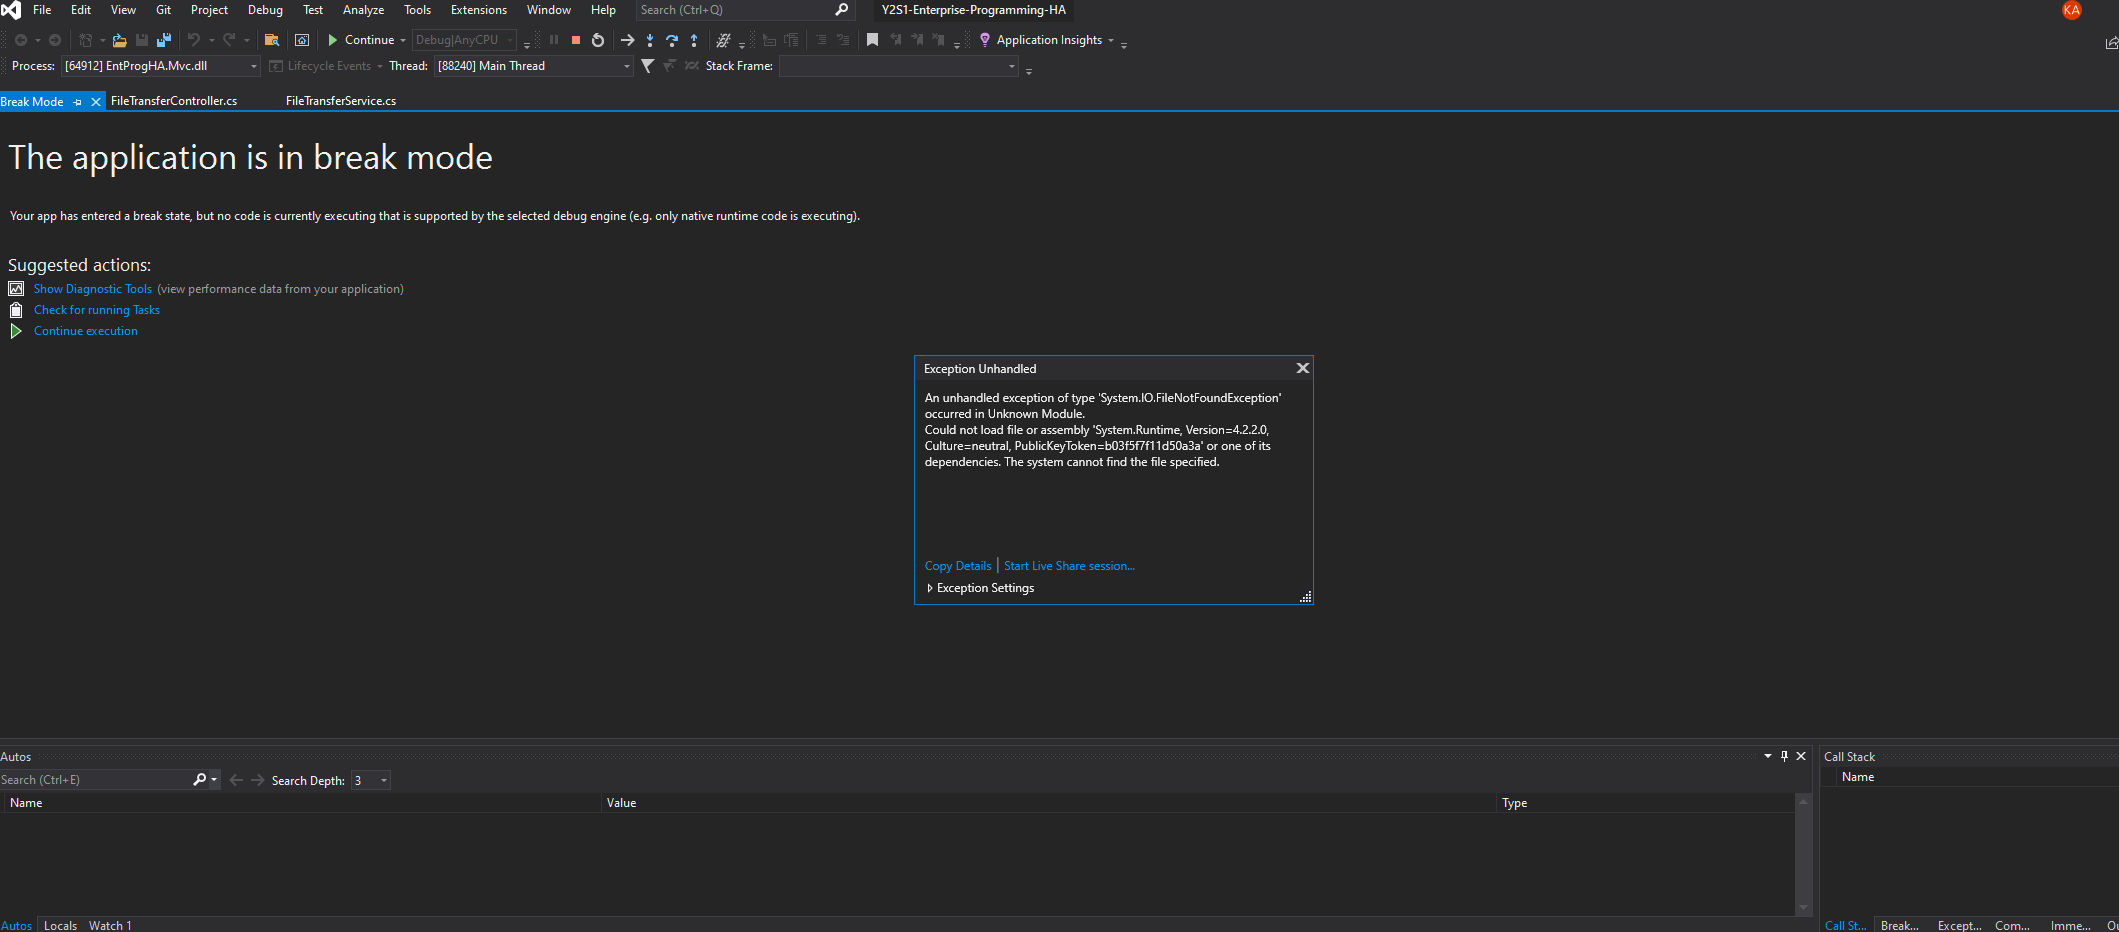 File Edit View Git Project Debug Test Analyze Tools Extensions Window Help Search (Ctrl+Q) Y2S1-Enterprise-Programming-HA KA
Continue Debug|AnyCPU Application Insights
Process: [64912] EntProgHA.Mvc.dll Lifecycle Events Thread: [88240] Main Thread Stack Frame:
Break Mode FileTransferController.cs FileTransferService.cs
The application is in break mode
Your app has entered a break state, but no code is currently executing that is supported by the selected debug engine (e.g. only native runtime code is executing).
Suggested actions:
Show Diagnostic Tools (view performance data from your application)
Check for running Tasks
Continue execution
Exception Unhandled
An unhandled exception of type 'System.IO.FileNotFoundException'
occurred in Unknown Module.
Could not load file or assembly 'System.Runtime, Version=4.2.2.0,
Culture=neutral, PublicKeyToken=b03f5f7f11d50a3a' or one of its
dependencies. The system cannot find the file specified.
Copy Details Start Live Share session...
Exception Settings
Autos
Search (Ctrl+E) Search Depth: 3
Name Value Type
Call Stack
Name
Autos Locals Watch 1
Call St... Break... Except... Com... Imme...